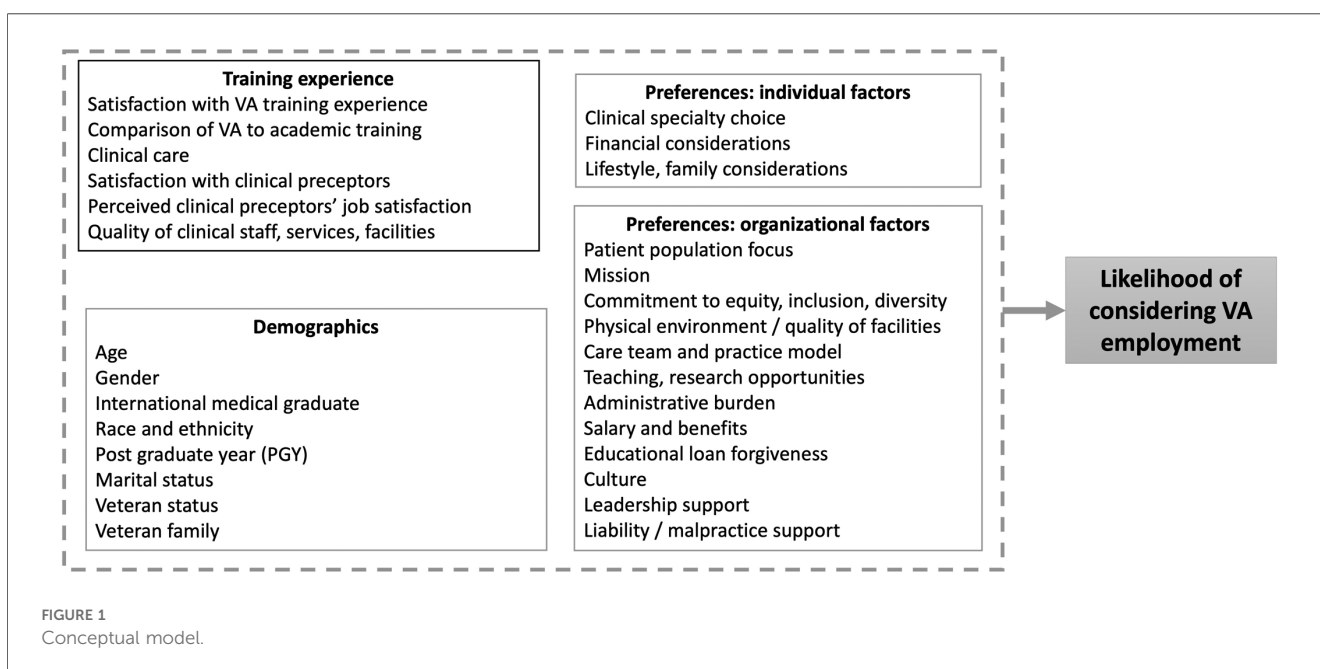 Training experience
Satisfaction with VA training experience
Comparison of VA to academic training
Clinical care
Satisfaction with clinical preceptors
Perceived clinical preceptors’ job satisfaction
Quality of clinical staff, services, facilities
Demographics
Age
Gender
International medical graduate
Race and ethnicity
Post graduate year (PGY)
Marital status
Veteran status
Veteran family
Preferences: individual factors
Clinical specialty choice
Financial considerations
Lifestyle, family considerations
Preferences: organizational factors
Patient population focus
Mission
Commitment to equity, inclusion, diversity
Physical environment / quality of facilities
Care team and practice model
Teaching, research opportunities
Administrative burden
Salary and benefits
Educational loan forgiveness
Culture
Leadership support
Liability / malpractice support
Likelihood of
considering VA
employment
FIGURE 1
Conceptual model.